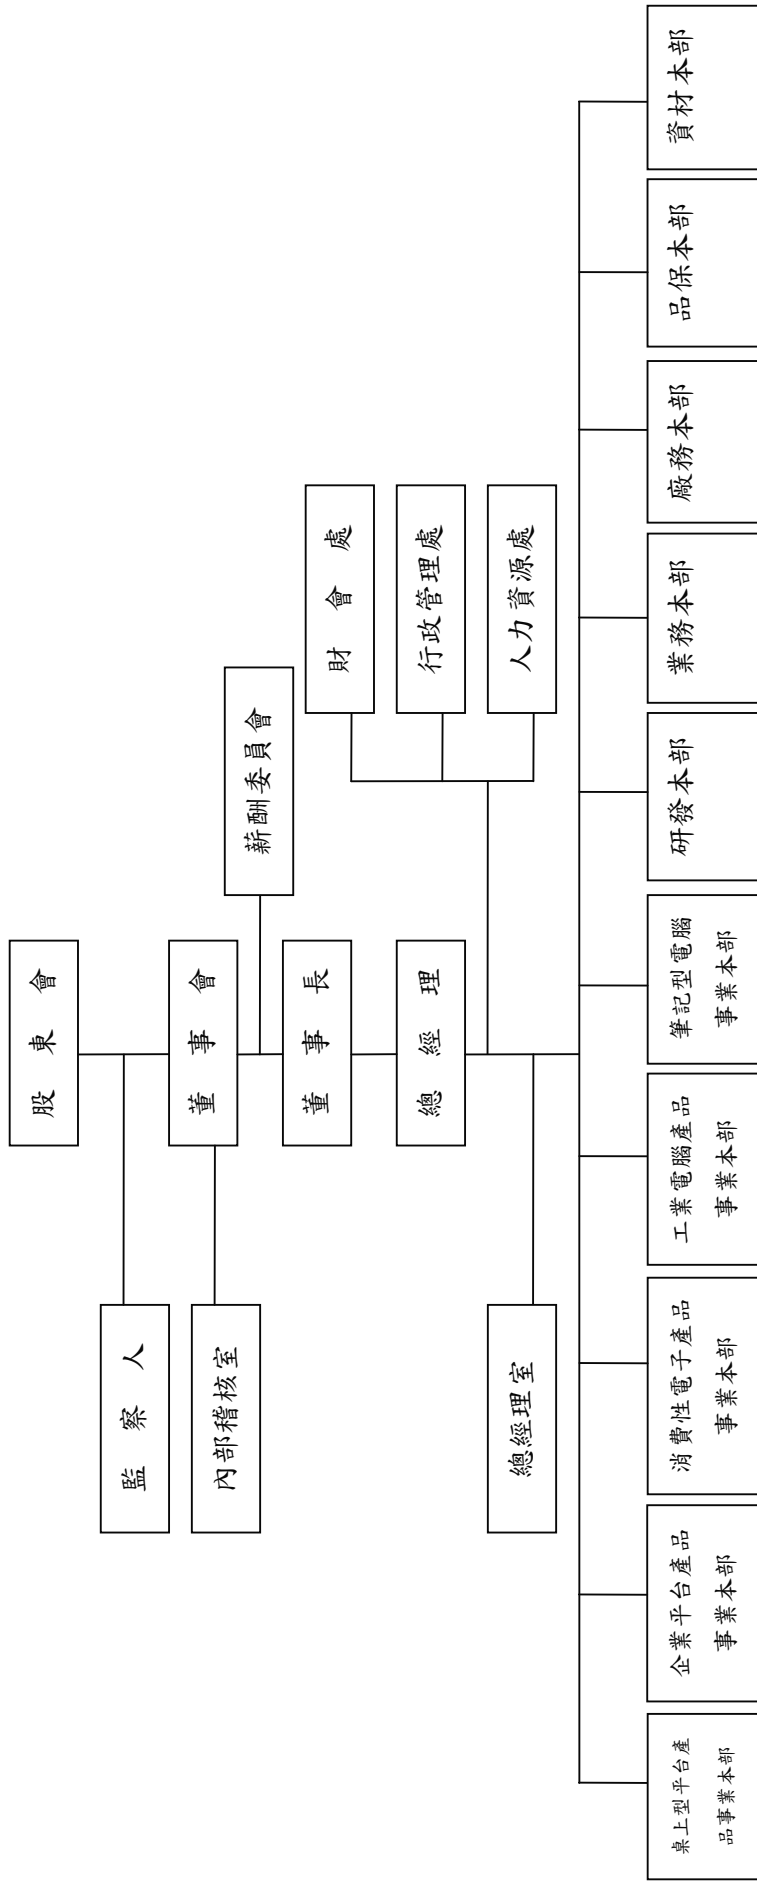 股東會
監察人
董事會
內部稽核室
薪酬委員會
董事長
總經理
財會處
行政管理處
人力資源處
總經理室
桌上型平台產
品事業本部
企業平台產品
事業本部
消費性電子產品
事業本部
工業電腦產品
事業本部
筆記型電腦
事業本部
研發本部
業務本部
廠務本部
品保本部
資材本部